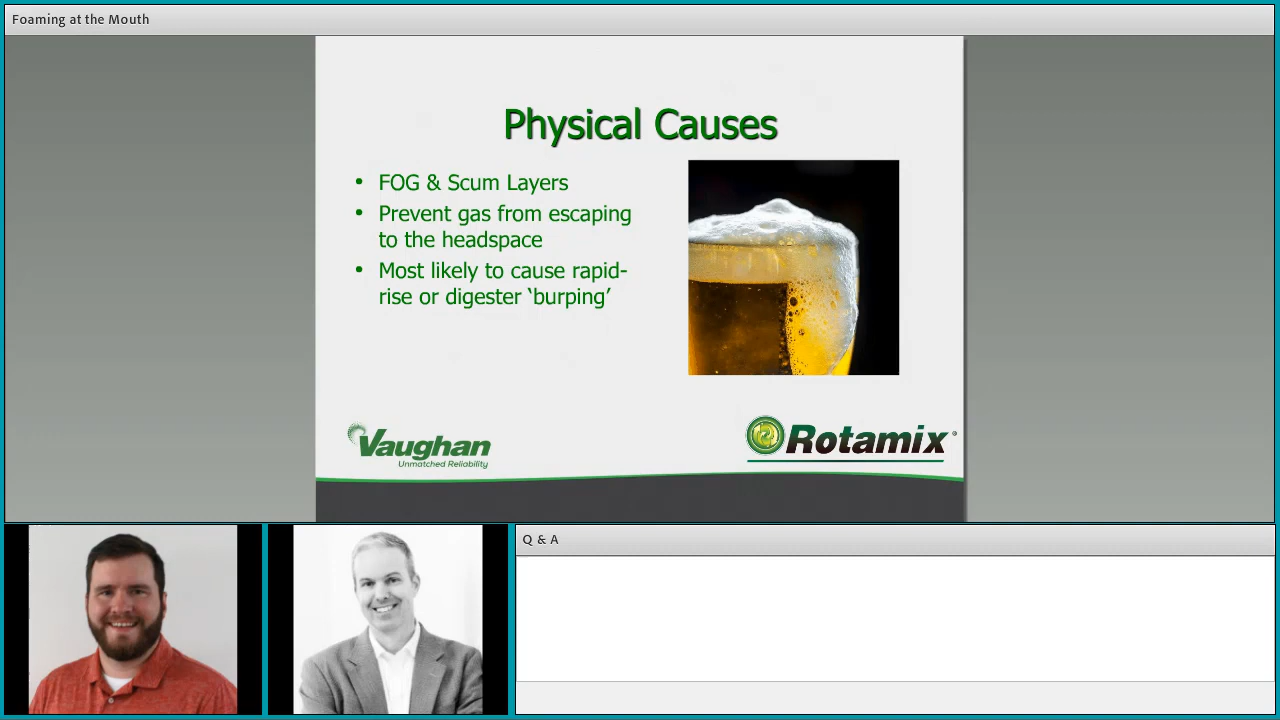 Foaming at the Mouth
Physical Causes
• FOG & Scum Layers
• Prevent gas from escaping
to the headspace
• Most likely to cause rapid-
rise or digester ‘burping’
Vaughan
Unmatched Reliability
Rotamix®
Q & A